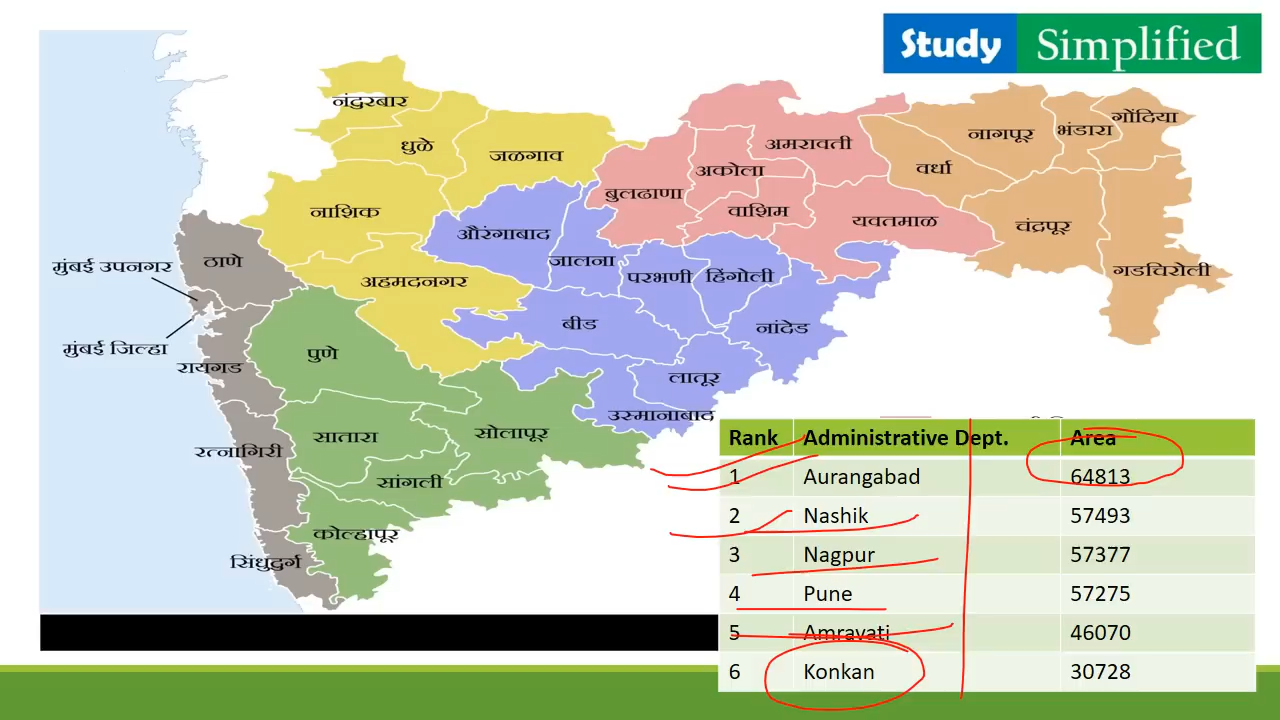 Study Simplified
नंदुरबार
धुळे
जळगाव
नाशिक
अहमदनगर
औरंगाबाद
जालना
परभणी
हिंगोली
बीड
नांदेड
लातूर
उस्मानाबाद
बुलढाणा
अकोला
अमरावती
वाशिम
यवतमाळ
वर्धा
नागपूर
भंडारा
गोंदिया
चंद्रपूर
गडचिरोली
ठाणे
मुंबई उपनगर
मुंबई जिल्हा
रायगड
रत्नागिरी
सिंधुदुर्ग
पुणे
सातारा
सोलापूर
सांगली
कोल्हापूर
Rank Administrative Dept. Area
1 Aurangabad 64813
2 Nashik 57493
3 Nagpur 57377
4 Pune 57275
5 Amravati 46070
6 Konkan 30728